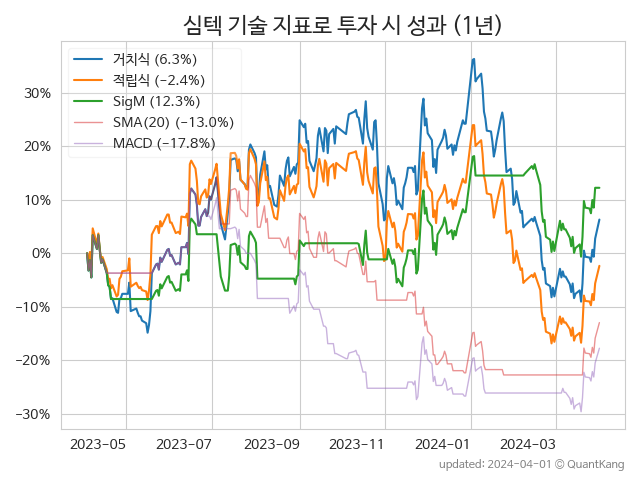 심텍 기술 지표로 투자 시 성과 (1년)
거치식 (6.3%)
적립식 (−2.4%)
SigM (12.3%)
SMA(20) (−13.0%)
MACD (−17.8%)
30%
20%
10%
0%
−10%
−20%
−30%
2023-05
2023-07
2023-09
2023-11
2024-01
2024-03
updated: 2024-04-01 © QuantKang